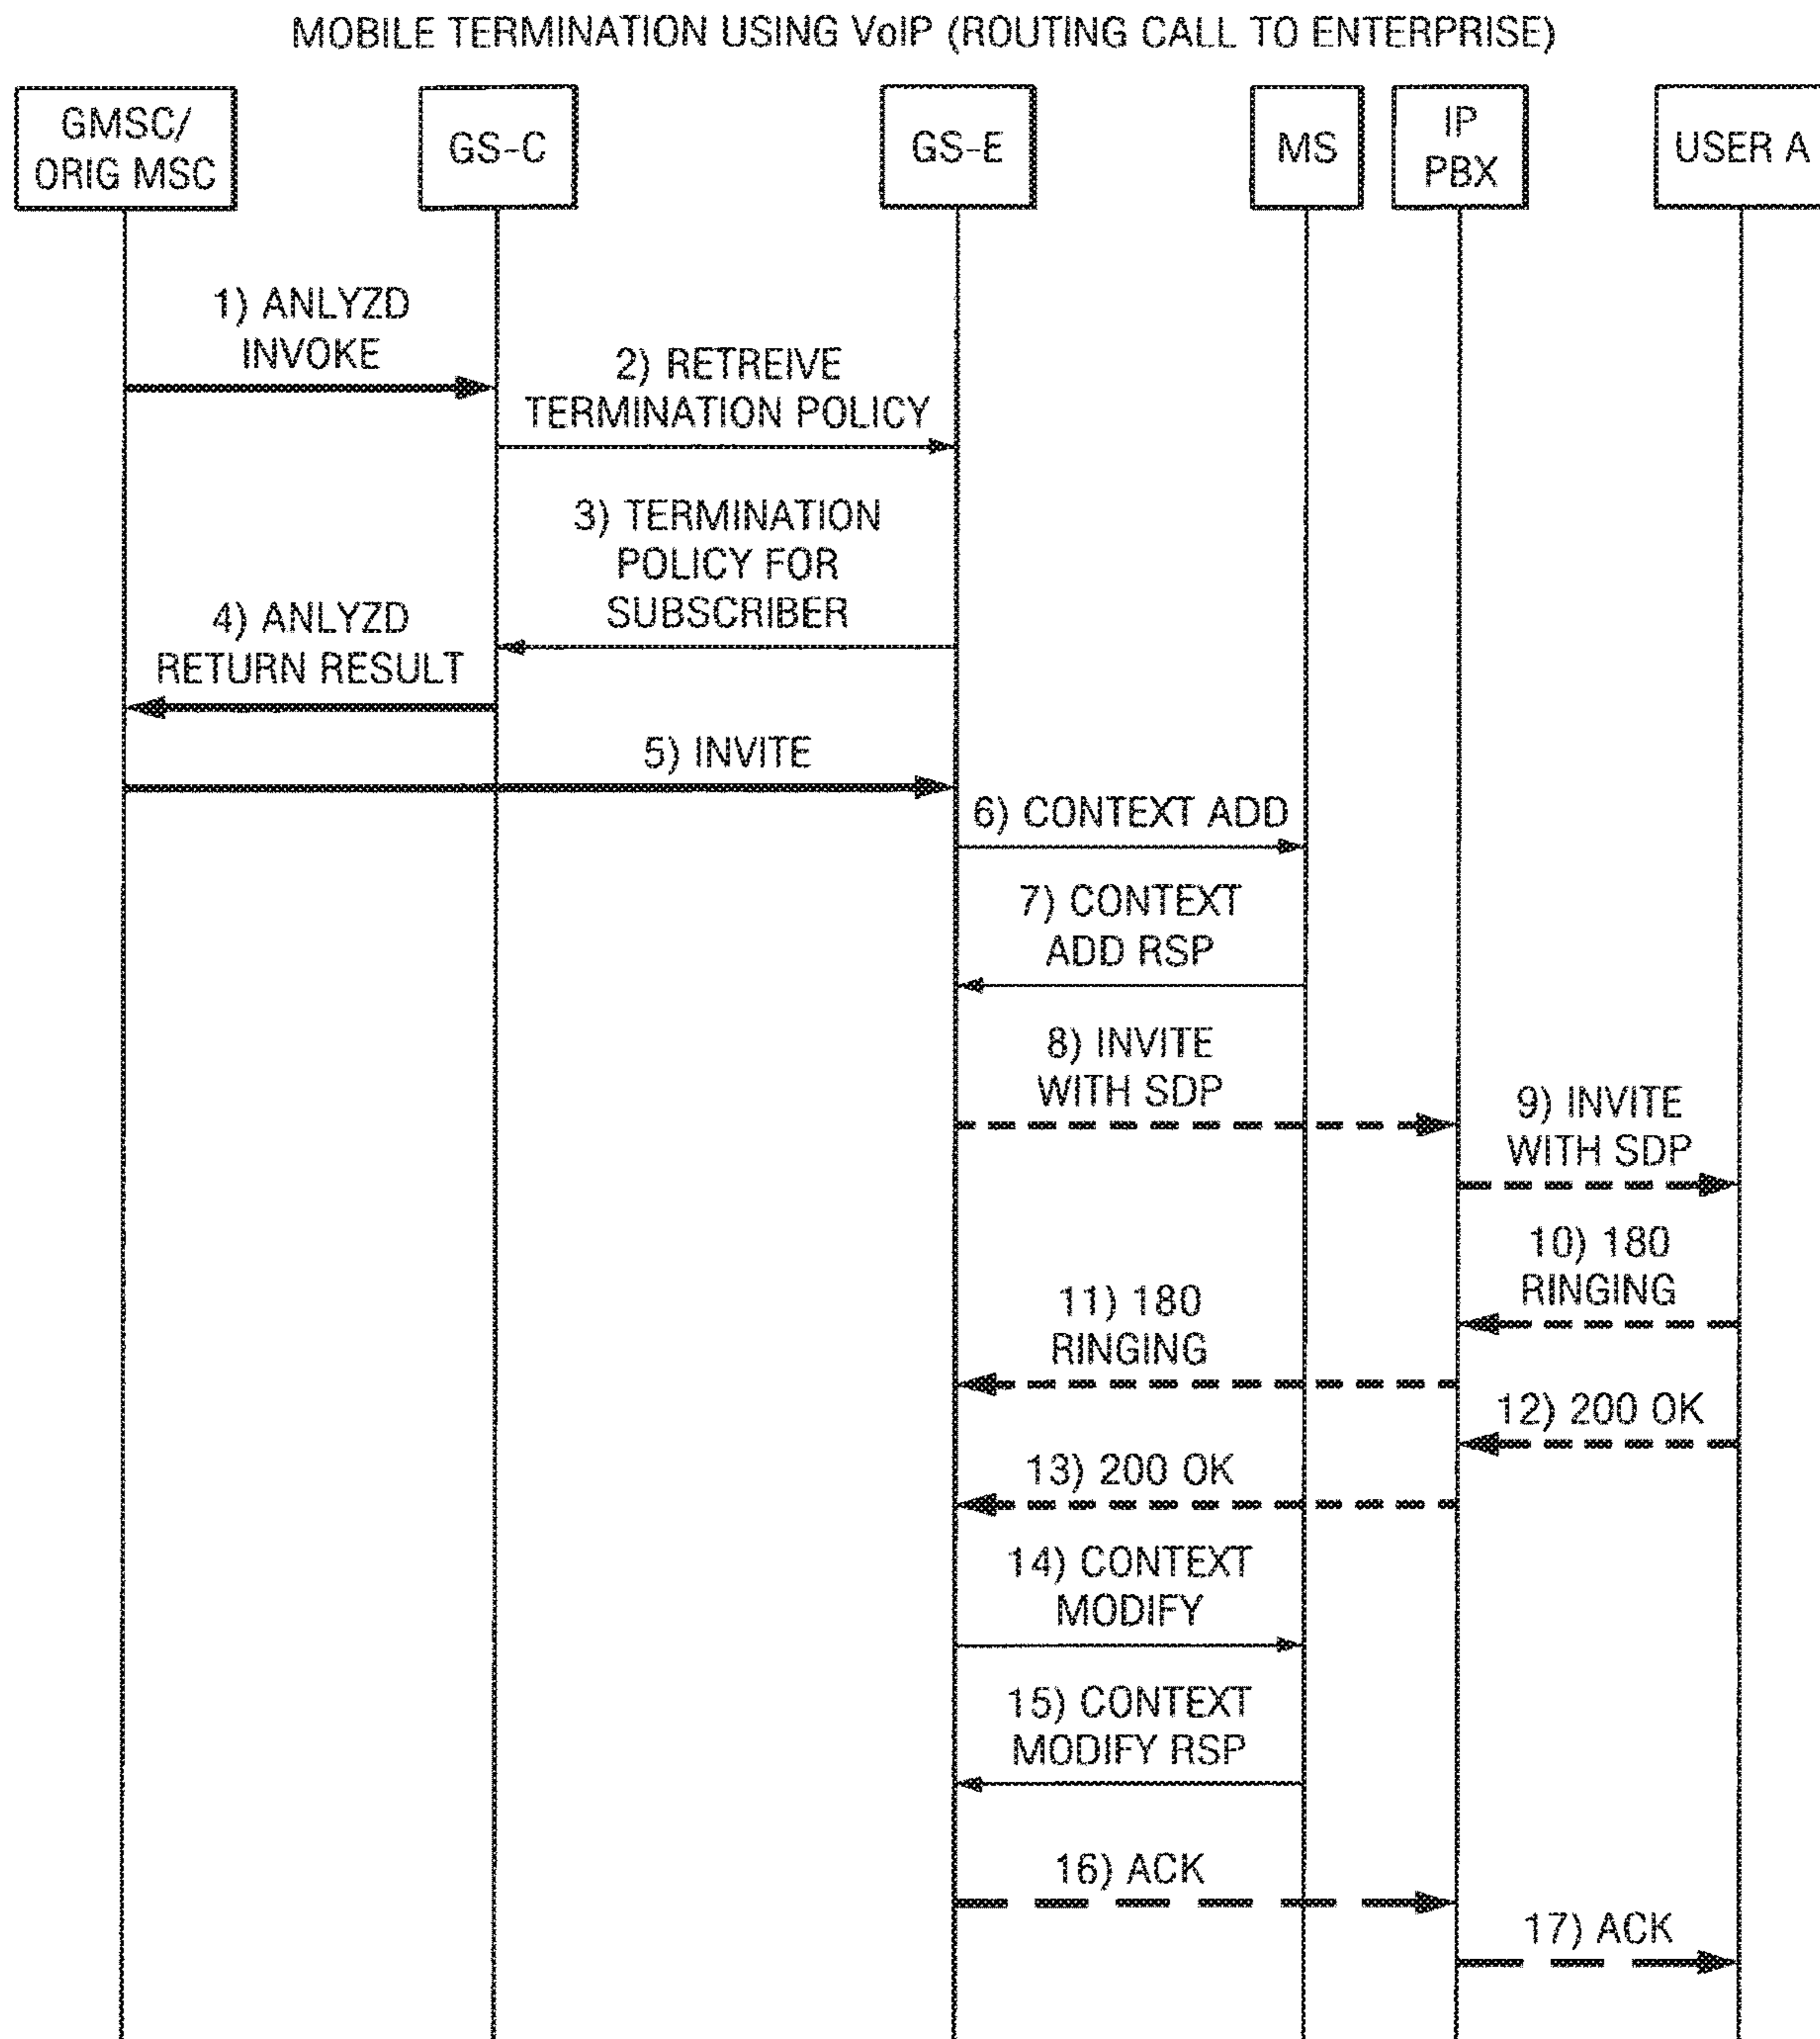 MOBILE TERMINATION USING VoIP (ROUTING CALL TO ENTERPRISE)
GMSC/
ORIG MSC
GS-C
GS-E
MS
IP
PBX
USER A
1) ANLYZD
INVOKE
2) RETREIVE
TERMINATION POLICY
3) TERMINATION
POLICY FOR
SUBSCRIBER
4) ANLYZD
RETURN RESULT
5) INVITE
6) CONTEXT ADD
7) CONTEXT
ADD RSP
8) INVITE
WITH SDP
9) INVITE
WITH SDP
10) 180
RINGING
11) 180
RINGING
12) 200 OK
13) 200 OK
14) CONTEXT
MODIFY
15) CONTEXT
MODIFY RSP
16) ACK
17) ACK